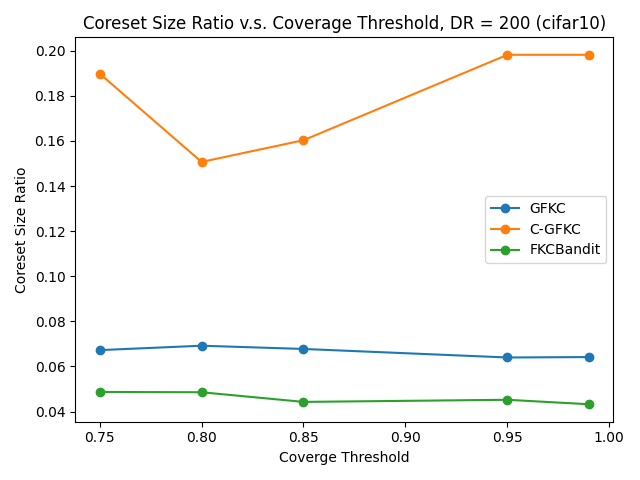 Coreset Size Ratio v.s. Coverage Threshold, DR = 200 (cifar10)
0.20
0.18
0.16
0.14
0.12
0.10
0.08
0.06
0.04
Coreset Size Ratio
GFKC
C-GFKC
FKCBandit
0.75 0.80 0.85 0.90 0.95 1.00
Coverge Threshold